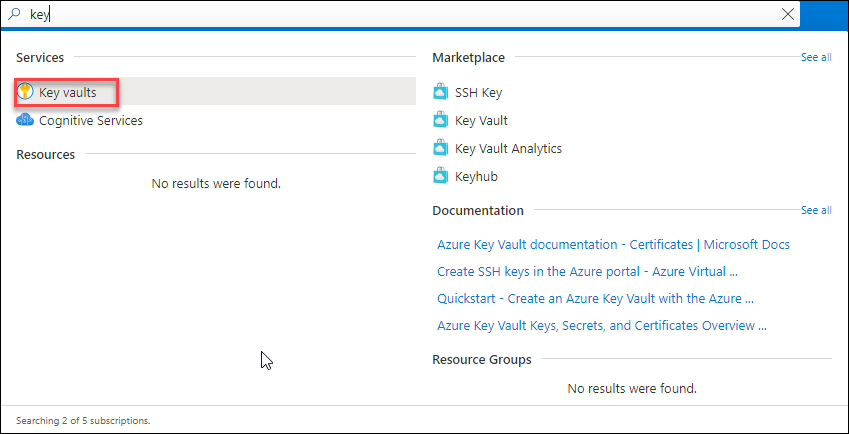 key
Services
Key vaults
Cognitive Services
Resources
No results were found.
Marketplace
See all
SSH Key
Key Vault
Key Vault Analytics
Keyhub
Documentation
See all
Azure Key Vault documentation - Certificates | Microsoft Docs
Create SSH keys in the Azure portal - Azure Virtual ...
Quickstart - Create an Azure Key Vault with the Azure ...
Azure Key Vault Keys, Secrets, and Certificates Overview ...
Resource Groups
No results were found.
Searching 2 of 5 subscriptions.